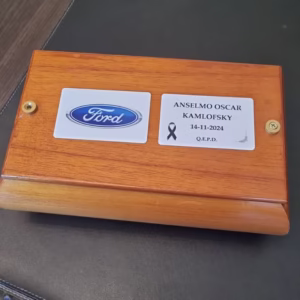 Ford
ANSELMO OSCAR
KAMLOFSKY
14-11-2024
Q.E.P.D.